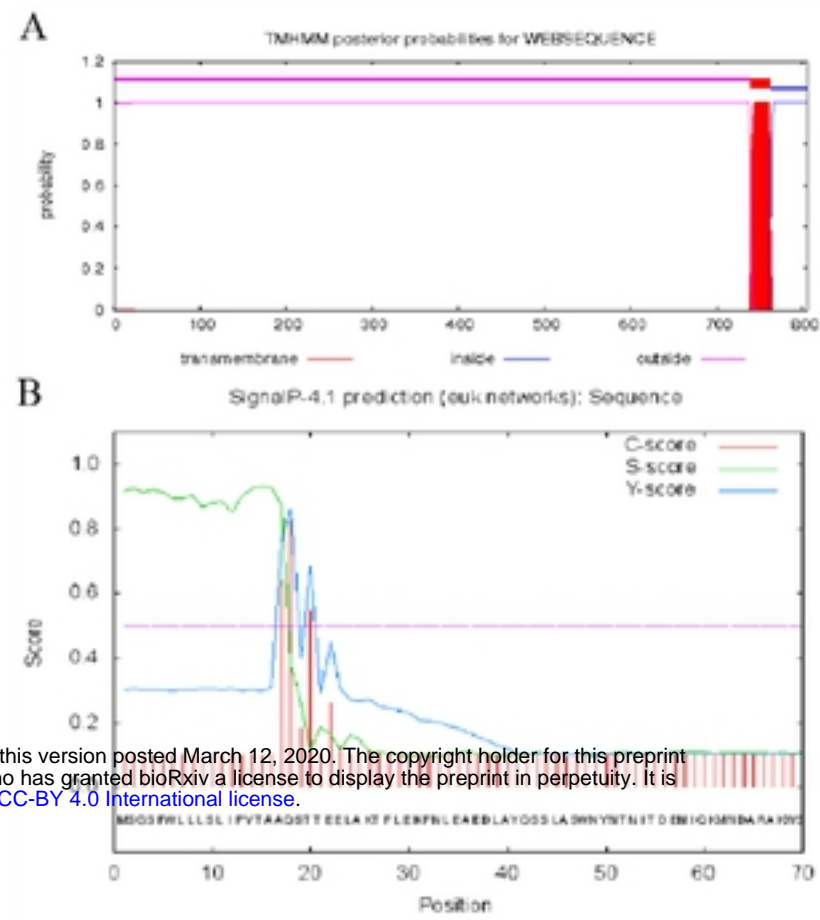 A
TMHMM posterior probabilities for WEBSEQUENCE
1.2
1
0.8
0.6
0.4
0.2
0
probability
0 100 200 300 400 500 600 700 800
transmembrane inside outside
B
SignalP-4.1 prediction (euk networks): Sequence
C-score
S-score
Y-score
1.0
0.8
0.6
0.4
0.2
0.0
Score
this version posted March 12, 2020. The copyright holder for this preprint
has granted bioRxiv a license to display the preprint in perpetuity. It is
CC-BY 4.0 International license.
0 10 20 30 40 50 60 70
Position